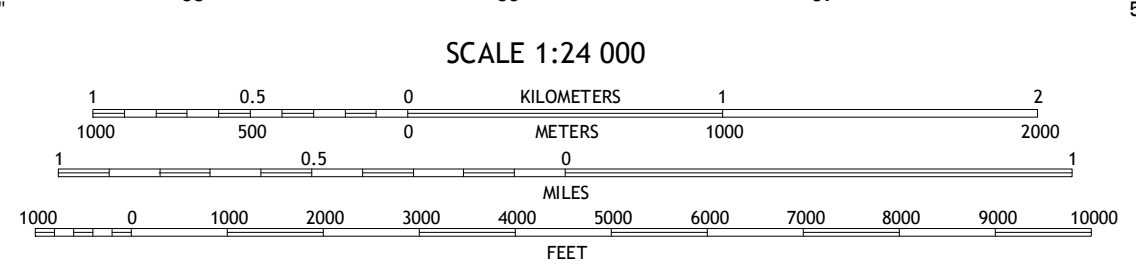 SCALE 1:24 000
1 0.5 0 KILOMETERS 1 2
1000 500 0 METERS 1000 2000
1 0.5 0 1
MILES
1000 0 1000 2000 3000 4000 5000 6000 7000 8000 9000 10000
FEET